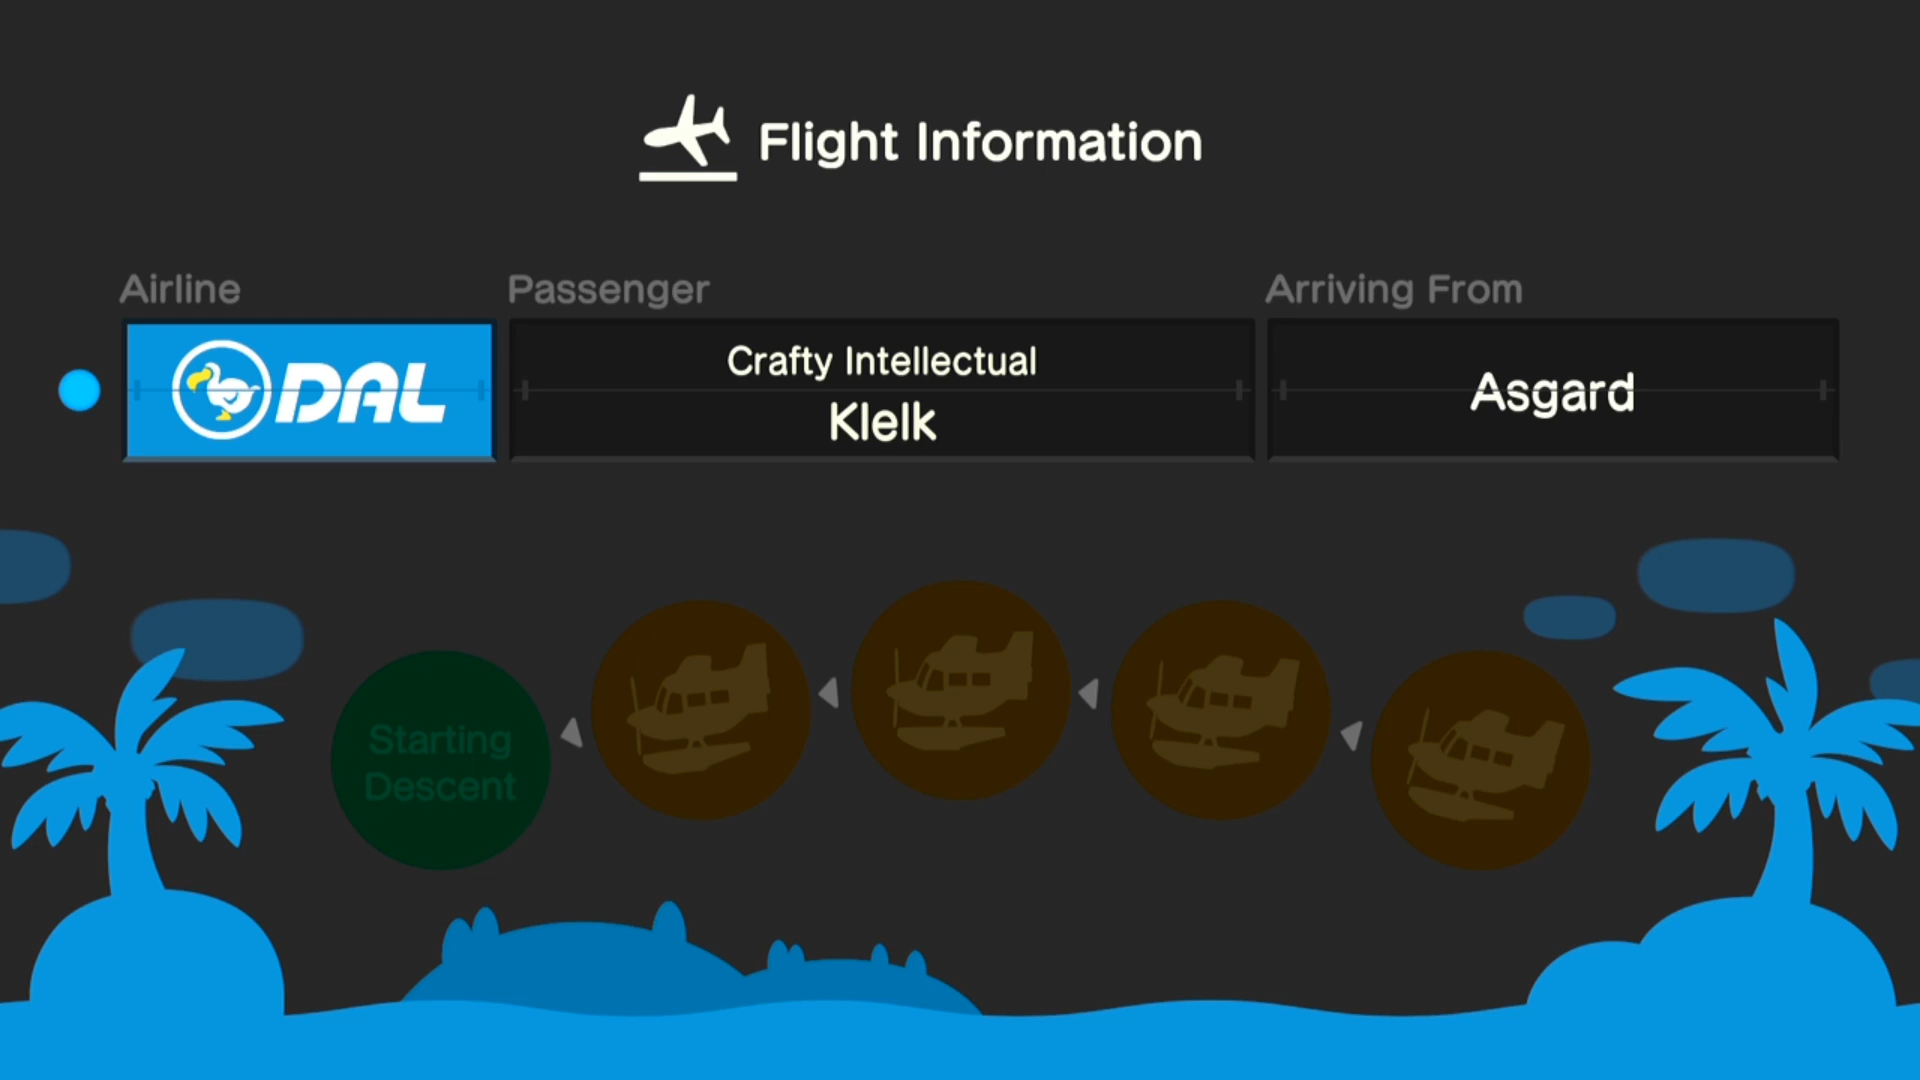 Flight Information
Airline
Passenger
Arriving From
DAL
Crafty Intellectual
Klelk
Asgard
Starting
Descent